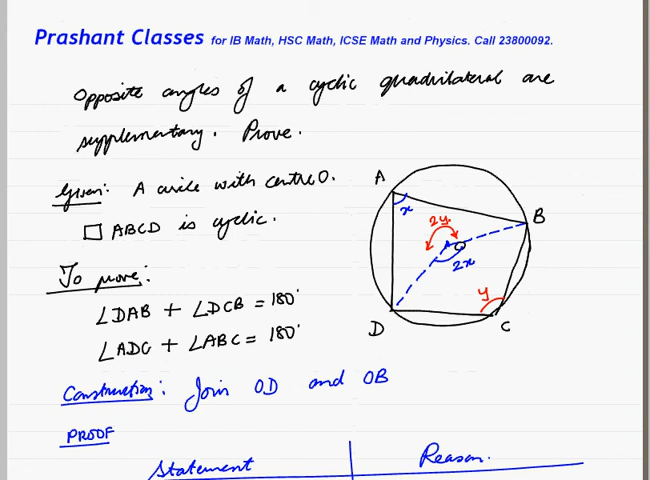 Prashant Classes for IB Math, HSC Math, ICSE Math and Physics. Call 23800092.
Opposite angles of a cyclic quadrilateral are
supplementary. Prove.
Given: A circle with centre O.
□ ABCD is cyclic.
To prove:
∠DAB + ∠DCB = 180°
∠ADC + ∠ABC = 180°
A
x
B
2y
O
2x
y
D
C
Construction: Join OD and OB
PROOF
Statement Reason.